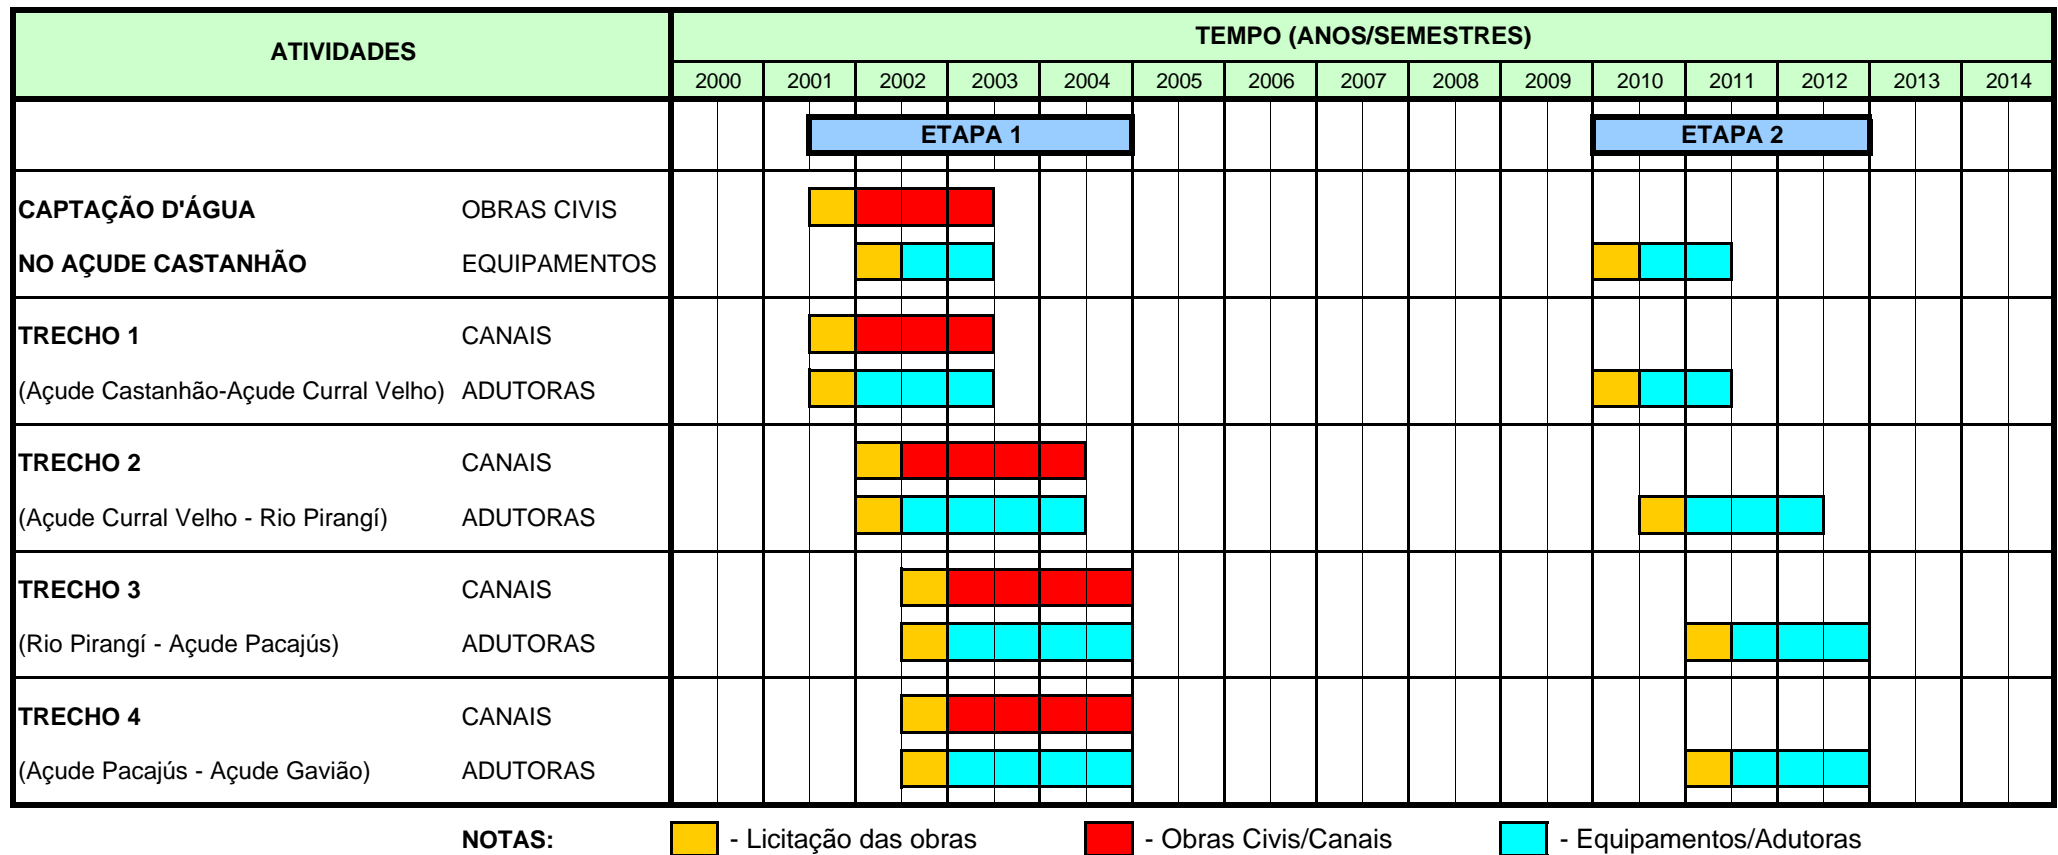 ATIVIDADES
TEMPO (ANOS/SEMESTRES)
2000 2001 2002 2003 2004 2005 2006 2007 2008 2009 2010 2011 2012 2013 2014
ETAPA 1 ETAPA 2
CAPTAÇÃO D'ÁGUA OBRAS CIVIS
NO AÇUDE CASTANHÃO EQUIPAMENTOS
TRECHO 1 CANAIS
(Açude Castanhão-Açude Curral Velho) ADUTORAS
TRECHO 2 CANAIS
(Açude Curral Velho - Rio Pirangí) ADUTORAS
TRECHO 3 CANAIS
(Rio Pirangí - Açude Pacajús) ADUTORAS
TRECHO 4 CANAIS
(Açude Pacajús - Açude Gavião) ADUTORAS
NOTAS: - Licitação das obras - Obras Civis/Canais - Equipamentos/Adutoras